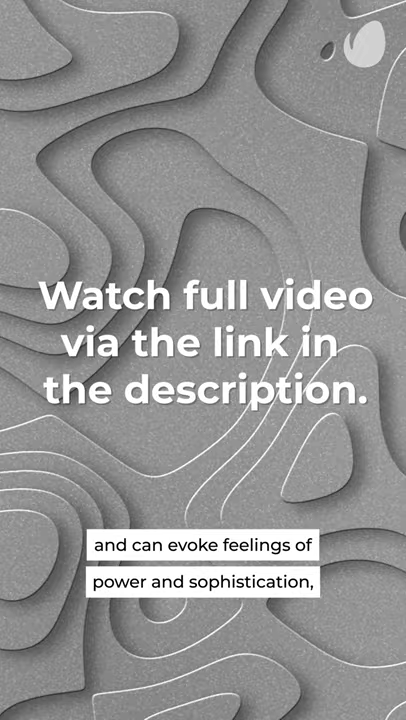 Watch full video
via the link in
the description.
and can evoke feelings of
power and sophistication,